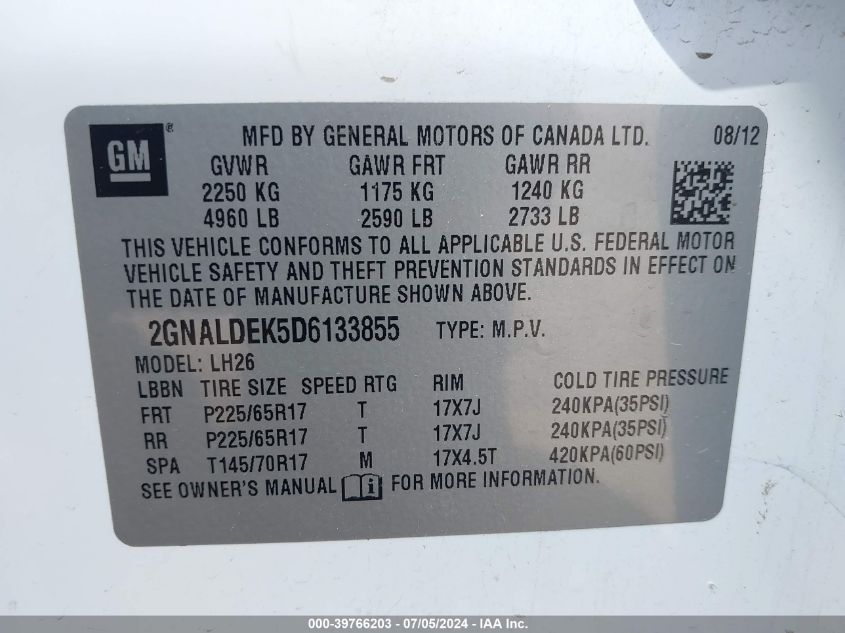 GM® MFD BY GENERAL MOTORS OF CANADA LTD. 08/12
GVWR GAWR FRT GAWR RR
2250 KG 1175 KG 1240 KG
4960 LB 2590 LB 2733 LB
THIS VEHICLE CONFORMS TO ALL APPLICABLE U.S. FEDERAL MOTOR
VEHICLE SAFETY AND THEFT PREVENTION STANDARDS IN EFFECT ON
THE DATE OF MANUFACTURE SHOWN ABOVE.
2GNALDEK5D6133855 TYPE: M.P.V.
MODEL: LH26
LBBN TIRE SIZE SPEED RTG RIM COLD TIRE PRESSURE
FRT P225/65R17 T 17X7J 240KPA(35PSI)
RR P225/65R17 T 17X7J 240KPA(35PSI)
SPA T145/70R17 M 17X4.5T 420KPA(60PSI)
SEE OWNER'S MANUAL i FOR MORE INFORMATION.
000-39766203 - 07/05/2024 - IAAI.com